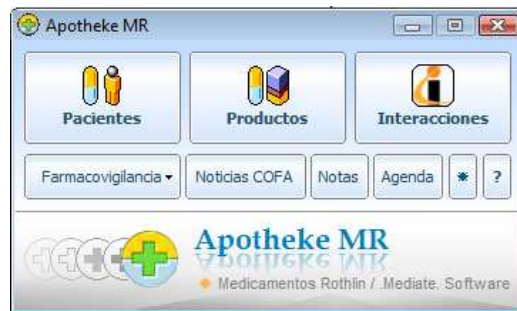 Apotheke MR
Pacientes Productos Interacciones
Farmacovigilancia Noticias COFA Notas Agenda * ?
Apotheke MR
Medicamentos Rothlin / .Mediate. Software